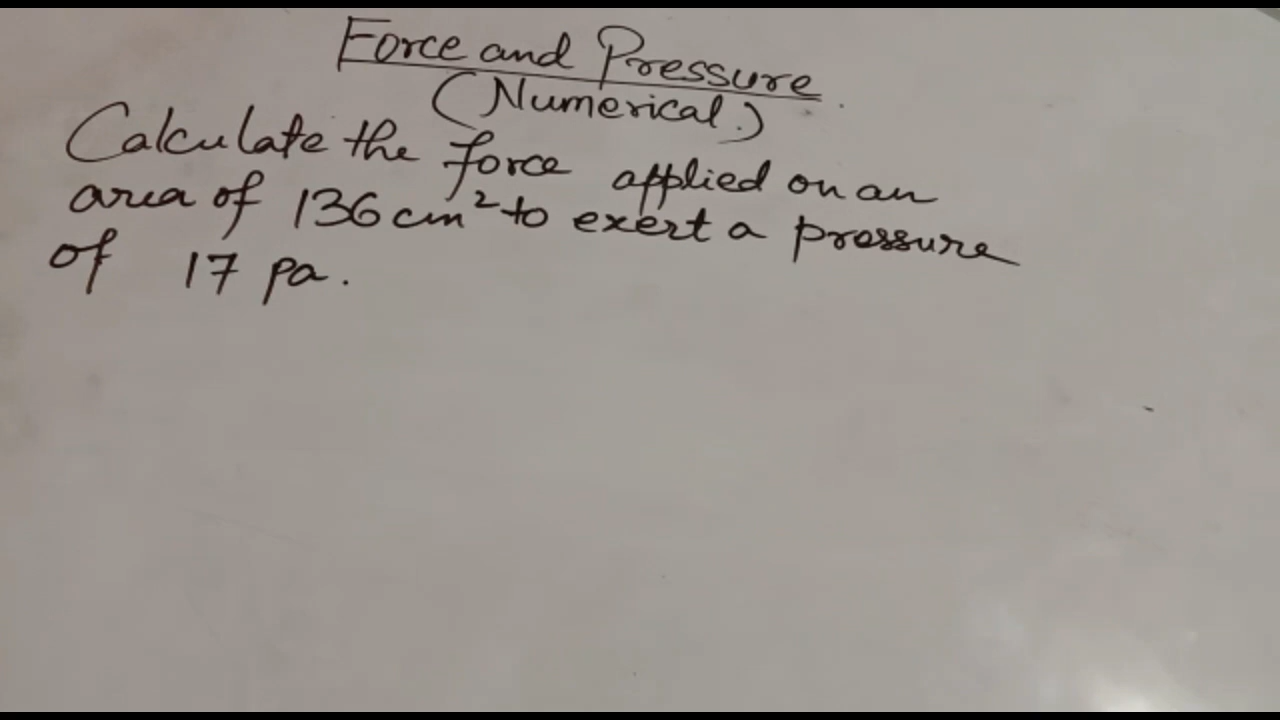 Force and Pressure
(Numerical.)
Calculate the force applied on an
area of 136 cm² to exert a pressure
of 17 pa.